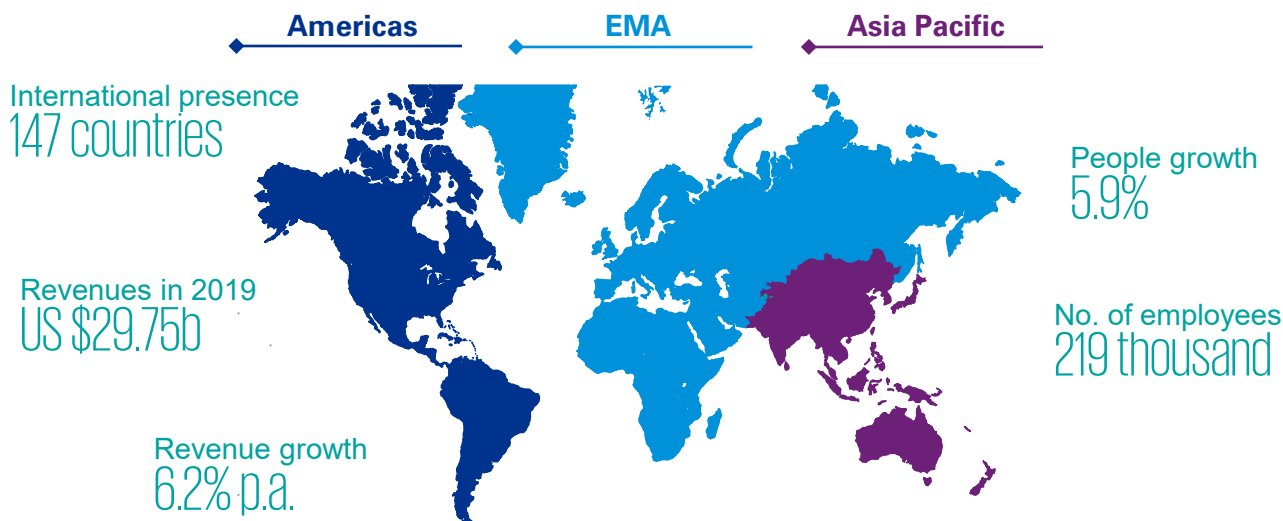 Americas
EMA
Asia Pacific
International presence
147 countries
People growth
5.9%
Revenues in 2019
US $29.75b
No. of employees
219 thousand
Revenue growth
6.2% p.a.